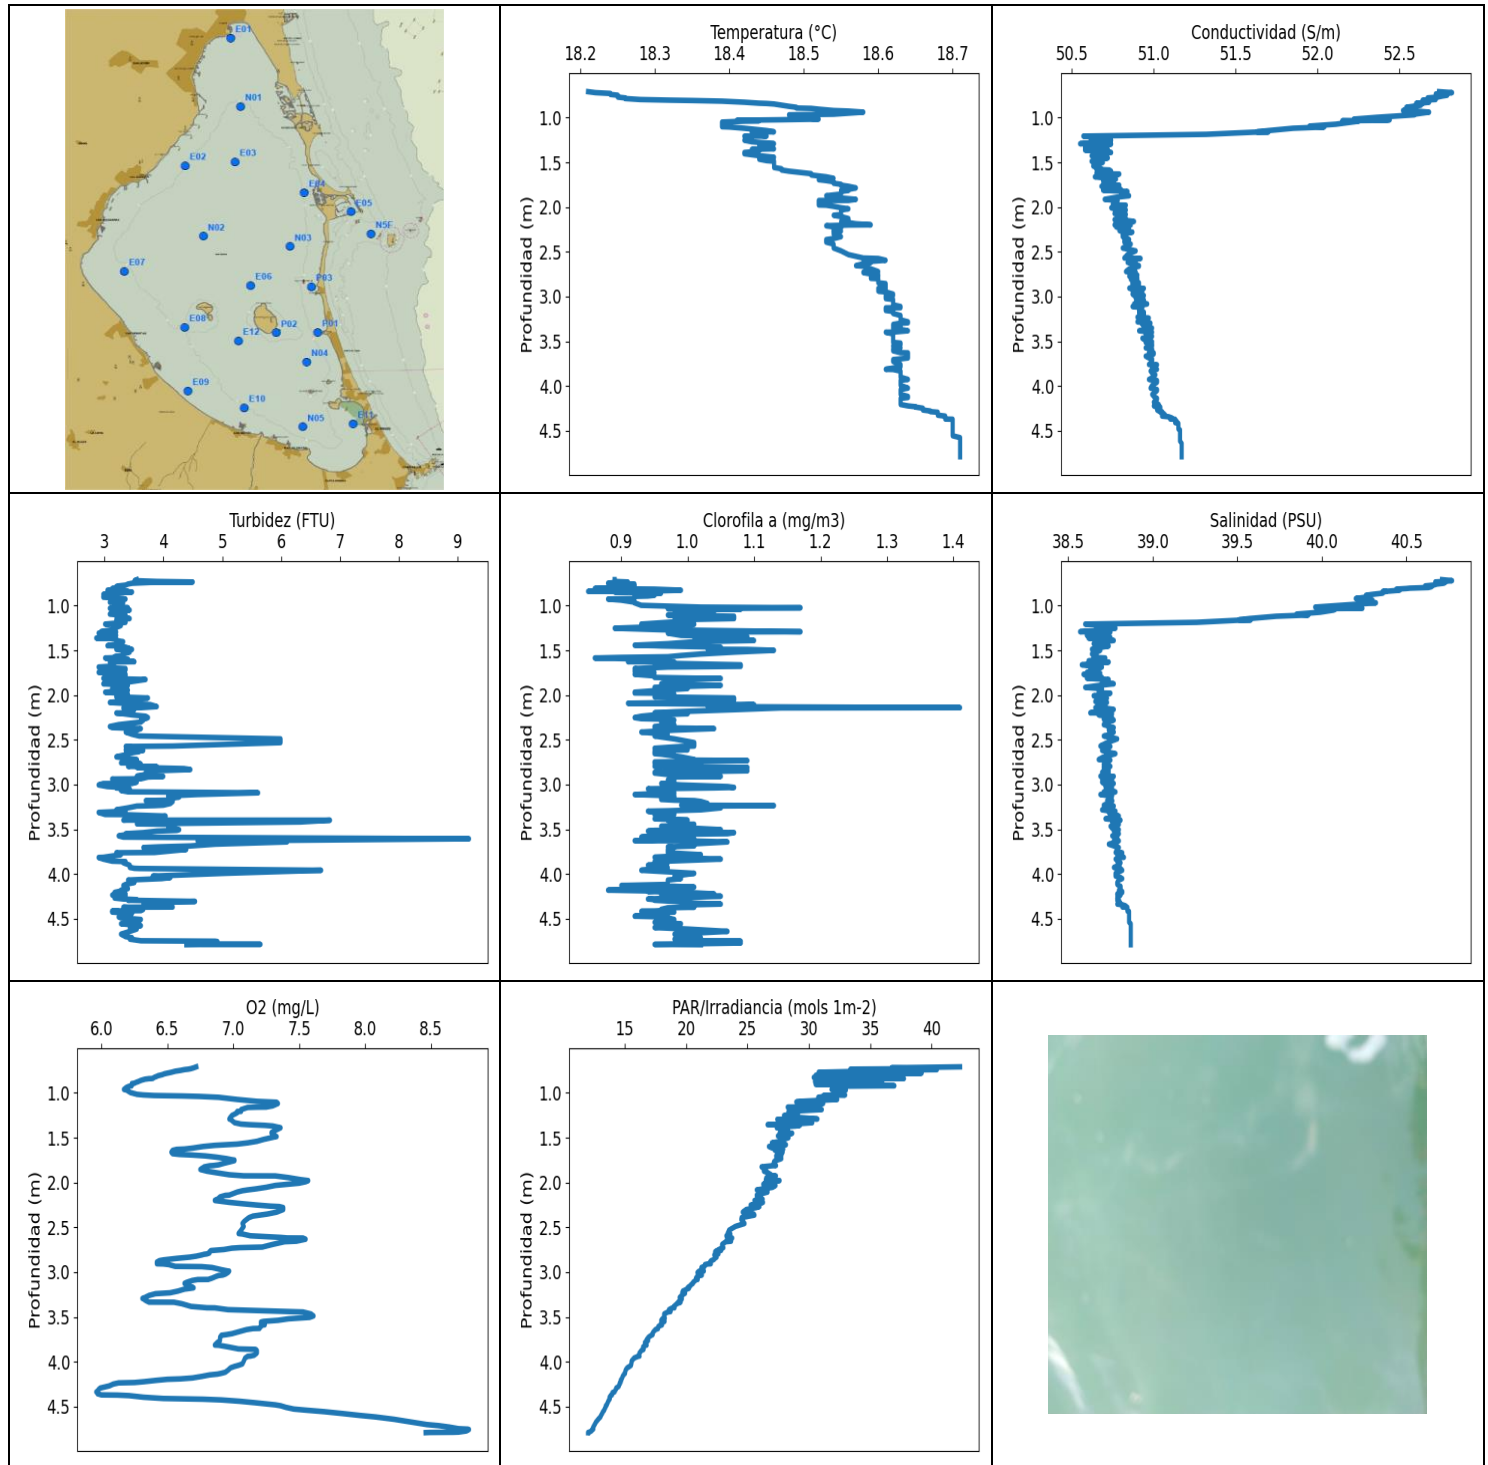 E01
N01
E02
E03
E04
E05
N5F
N02
N03
E07
E06
P03
E08
E12
P02
P01
N04
E09
E10
N05
E11
Temperatura (°C)
18.2 18.3 18.4 18.5 18.6 18.7
Profundidad (m)
1.0
1.5
2.0
2.5
3.0
3.5
4.0
4.5
Conductividad (S/m)
50.5 51.0 51.5 52.0 52.5
Profundidad (m)
1.0
1.5
2.0
2.5
3.0
3.5
4.0
4.5
Turbidez (FTU)
3 4 5 6 7 8 9
Profundidad (m)
1.0
1.5
2.0
2.5
3.0
3.5
4.0
4.5
Clorofila a (mg/m3)
0.9 1.0 1.1 1.2 1.3 1.4
Profundidad (m)
1.0
1.5
2.0
2.5
3.0
3.5
4.0
4.5
Salinidad (PSU)
38.5 39.0 39.5 40.0 40.5
Profundidad (m)
1.0
1.5
2.0
2.5
3.0
3.5
4.0
4.5
O2 (mg/L)
6.0 6.5 7.0 7.5 8.0 8.5
Profundidad (m)
1.0
1.5
2.0
2.5
3.0
3.5
4.0
4.5
PAR/Irradiancia (mols 1m-2)
15 20 25 30 35 40
Profundidad (m)
1.0
1.5
2.0
2.5
3.0
3.5
4.0
4.5